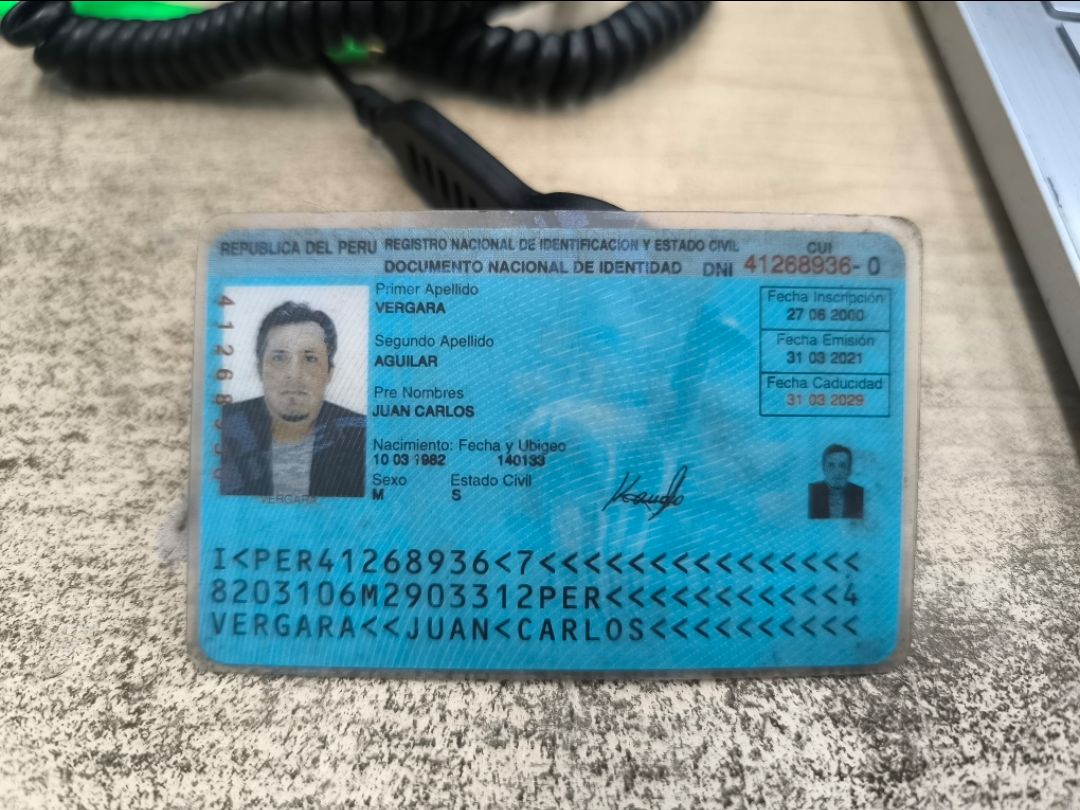 REPUBLICA DEL PERU REGISTRO NACIONAL DE IDENTIFICACION Y ESTADO CIVIL
CUI
DOCUMENTO NACIONAL DE IDENTIDAD DNI 41268936-0
Primer Apellido
VERGARA
Segundo Apellido
AGUILAR
Pre Nombres
JUAN CARLOS
Nacimiento: Fecha y Ubigeo
10 03 1982 140133
Sexo Estado Civil
M S
Fecha Inscripción
27 06 2000
Fecha Emisión
31 03 2021
Fecha Caducidad
31 03 2029
VERGARA
I<PER41268936<7<<<<<<<<<<<<<<<
8203106M2903312PER<<<<<<<<<<<4
VERGARA<<JUAN<CARLOS<<<<<<<<<<